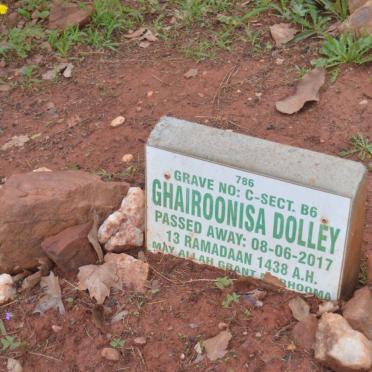 786
GRAVE NO: C-SECT. B6
GHAIROONISA DOLLEY
PASSED AWAY: 08-06-2017
13 RAMADAAN 1438 A.H.
MAY ALLAH GRANT